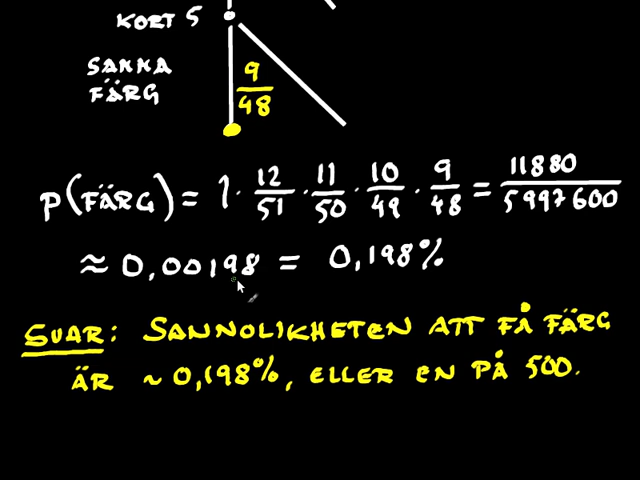 KORT 5
SAMMA
FÄRG
9/48
P(FÄRG) = 1 · 12/51 · 11/50 · 10/49 · 9/48 = 11880/5997600
≈ 0,00198 = 0,198%
SVAR: SANNOLIKHETEN ATT FÅ FÄRG
ÄR ~0,198%, ELLER EN PÅ 500.